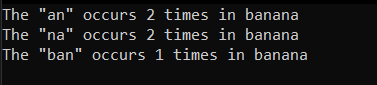 The "an" occurs 2 times in banana
The "na" occurs 2 times in banana
The "ban" occurs 1 times in banana